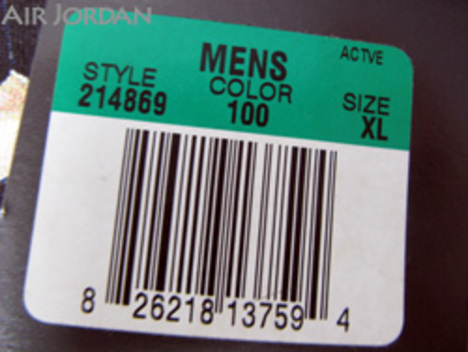 AIR JORDAN
MENS
ACTVE
STYLE
214869
COLOR
100
SIZE
XL
8 26218 13759 4